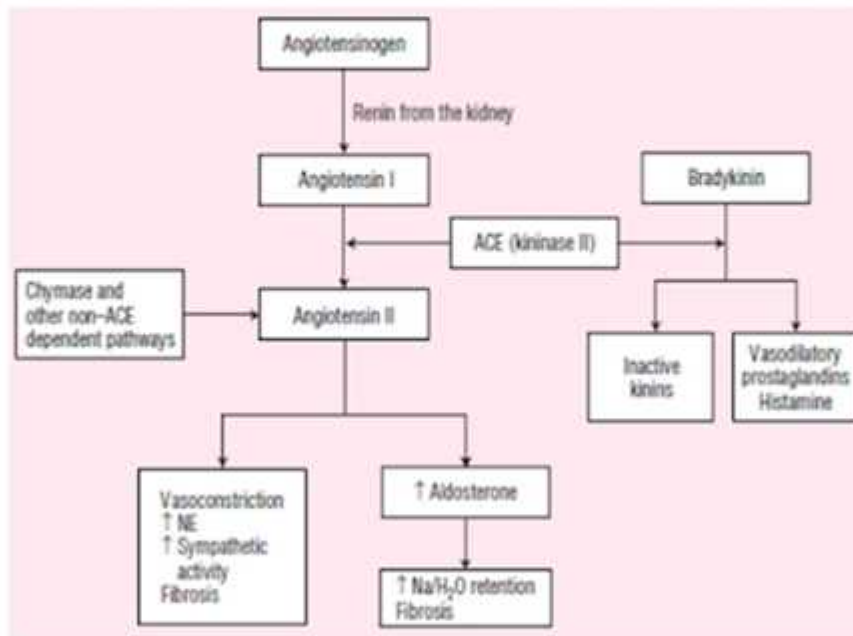 Angiotensinogen
Renin from the kidney
Angiotensin I
Bradykinin
ACE (kininase II)
Chymase and
other non–ACE
dependent pathways
Angiotensin II
Inactive
kinins
Vasodilatory
prostaglandins
Histamine
Vasoconstriction
↑ NE
↑ Sympathetic
activity
Fibrosis
↑ Aldosterone
↑ Na/H₂O retention
Fibrosis